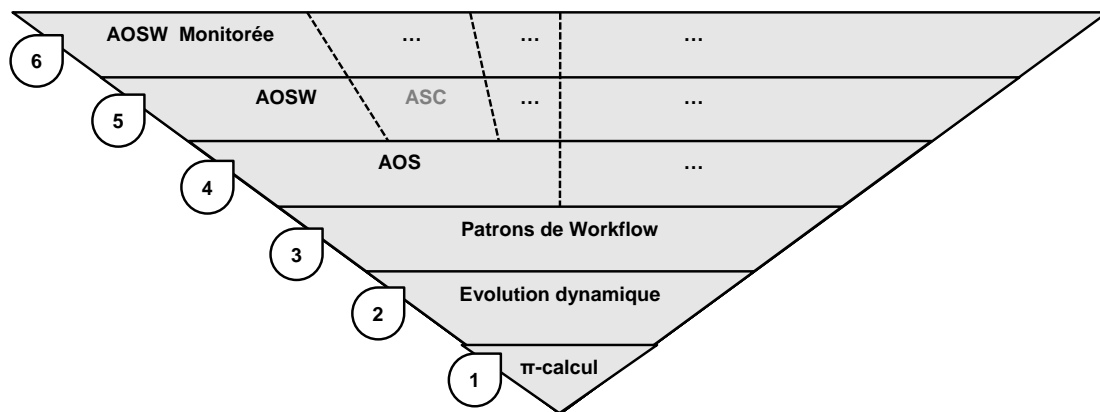 AOSW Monitorée ... ... ...
6
AOSW ASC ... ...
5
AOS ...
4
Patrons de Workflow
3
Evolution dynamique
2
π-calcul
1